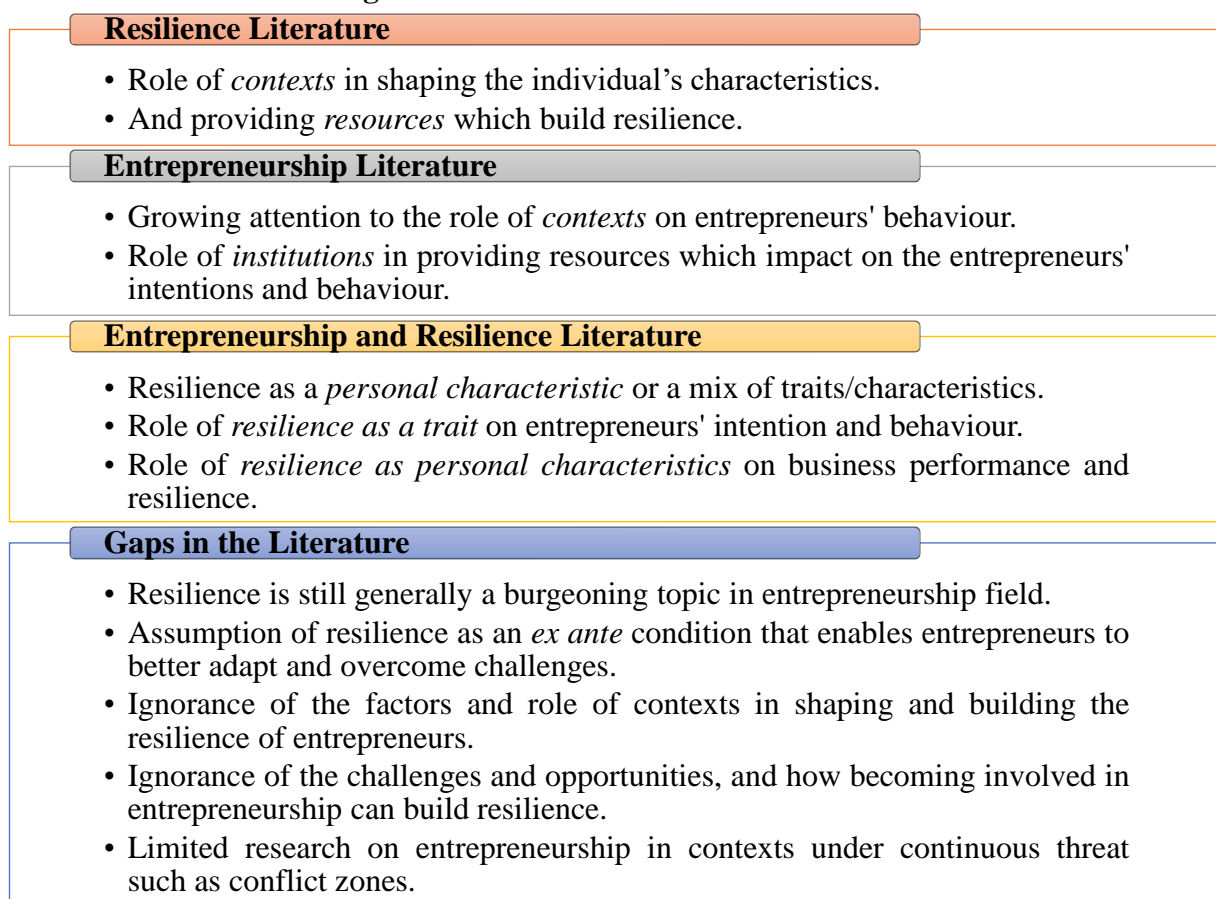 Resilience Literature
• Role of contexts in shaping the individual's characteristics.
• And providing resources which build resilience.
Entrepreneurship Literature
• Growing attention to the role of contexts on entrepreneurs' behaviour.
• Role of institutions in providing resources which impact on the entrepreneurs'
intentions and behaviour.
Entrepreneurship and Resilience Literature
• Resilience as a personal characteristic or a mix of traits/characteristics.
• Role of resilience as a trait on entrepreneurs' intention and behaviour.
• Role of resilience as personal characteristics on business performance and
resilience.
Gaps in the Literature
• Resilience is still generally a burgeoning topic in entrepreneurship field.
• Assumption of resilience as an ex ante condition that enables entrepreneurs to
better adapt and overcome challenges.
• Ignorance of the factors and role of contexts in shaping and building the
resilience of entrepreneurs.
• Ignorance of the challenges and opportunities, and how becoming involved in
entrepreneurship can build resilience.
• Limited research on entrepreneurship in contexts under continuous threat
such as conflict zones.